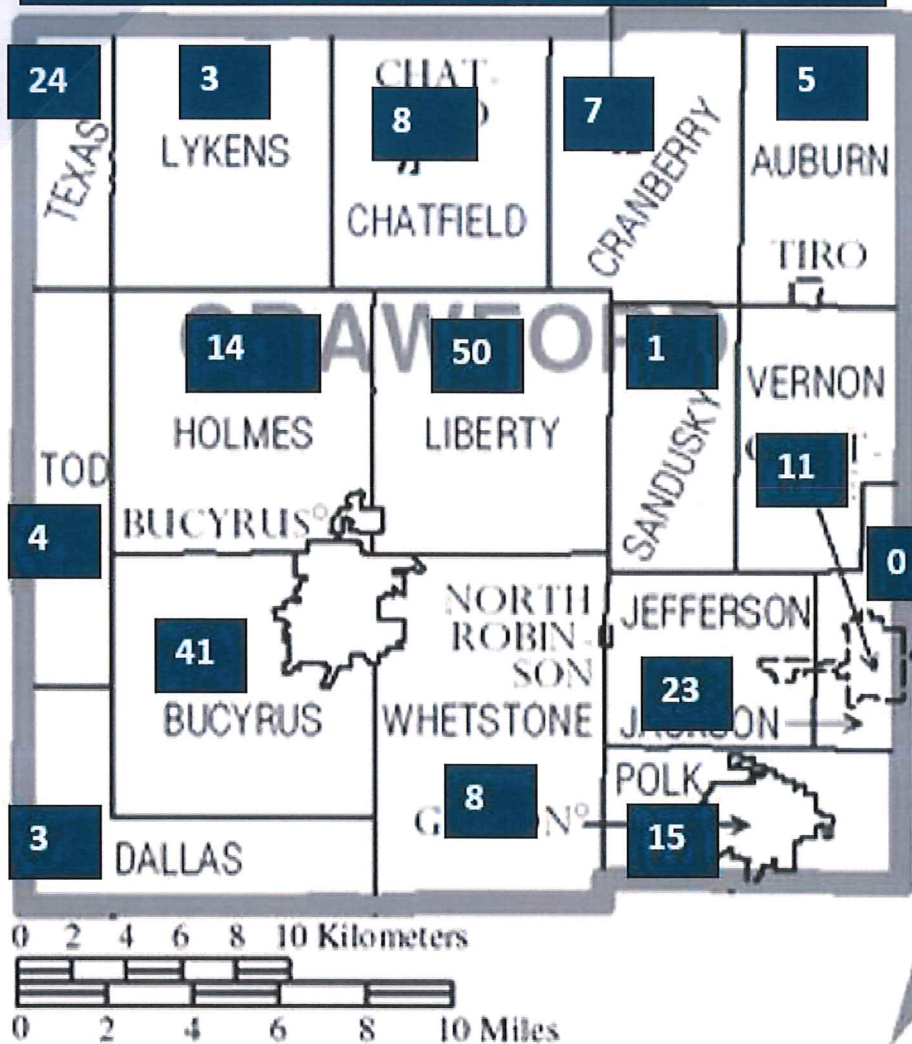 24
3
8
7
5
CHAT-
TEXAS
LYKENS
CHATFIELD
CRANBERRY
AUBURN
TIRO
14
50
1
VERNON
HOLMES
LIBERTY
SANDUSKY
11
TOD
BUCYRUS°
4
0
41
NORTH
ROBIN-
SON
JEFFERSON
23
BUCYRUS
WHETSTONE
JACKSON
8
POLK
15
3
DALLAS
0 2 4 6 8 10 Kilometers
0 2 4 6 8 10 Miles